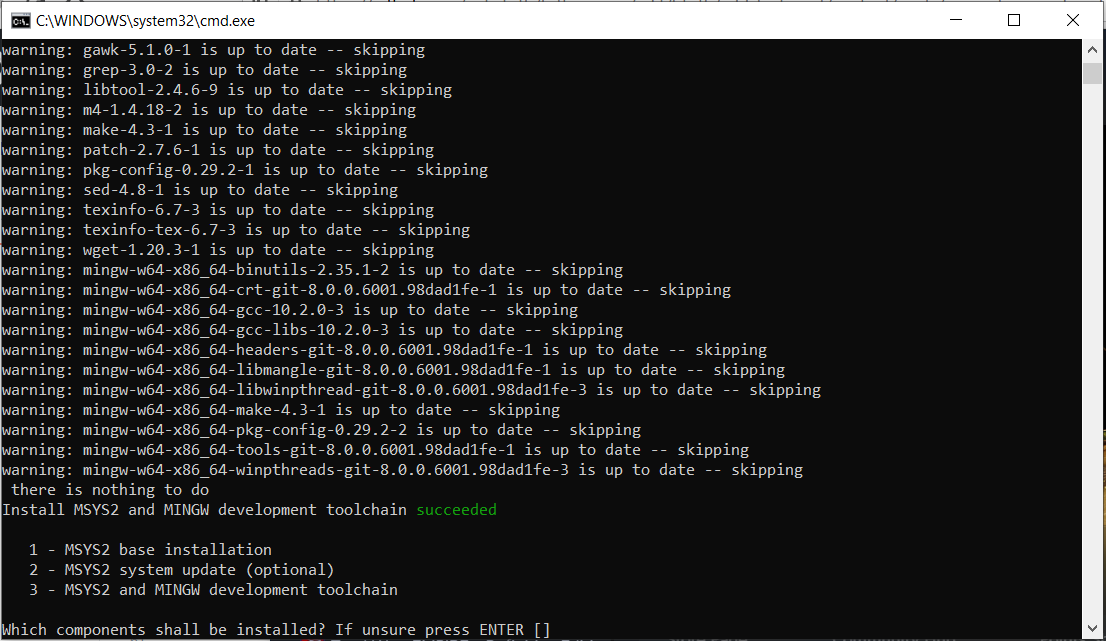 C:\WINDOWS\system32\cmd.exe
warning: gawk-5.1.0-1 is up to date -- skipping
warning: grep-3.0-2 is up to date -- skipping
warning: libtool-2.4.6-9 is up to date -- skipping
warning: m4-1.4.18-2 is up to date -- skipping
warning: make-4.3-1 is up to date -- skipping
warning: patch-2.7.6-1 is up to date -- skipping
warning: pkg-config-0.29.2-1 is up to date -- skipping
warning: sed-4.8-1 is up to date -- skipping
warning: texinfo-6.7-3 is up to date -- skipping
warning: texinfo-tex-6.7-3 is up to date -- skipping
warning: wget-1.20.3-1 is up to date -- skipping
warning: mingw-w64-x86_64-binutils-2.35.1-2 is up to date -- skipping
warning: mingw-w64-x86_64-crt-git-8.0.0.6001.98dad1fe-1 is up to date -- skipping
warning: mingw-w64-x86_64-gcc-10.2.0-3 is up to date -- skipping
warning: mingw-w64-x86_64-gcc-libs-10.2.0-3 is up to date -- skipping
warning: mingw-w64-x86_64-headers-git-8.0.0.6001.98dad1fe-1 is up to date -- skipping
warning: mingw-w64-x86_64-libmangle-git-8.0.0.6001.98dad1fe-1 is up to date -- skipping
warning: mingw-w64-x86_64-libwinpthread-git-8.0.0.6001.98dad1fe-3 is up to date -- skipping
warning: mingw-w64-x86_64-make-4.3-1 is up to date -- skipping
warning: mingw-w64-x86_64-pkg-config-0.29.2-2 is up to date -- skipping
warning: mingw-w64-x86_64-tools-git-8.0.0.6001.98dad1fe-1 is up to date -- skipping
warning: mingw-w64-x86_64-winpthreads-git-8.0.0.6001.98dad1fe-3 is up to date -- skipping
there is nothing to do
Install MSYS2 and MINGW development toolchain succeeded
1 - MSYS2 base installation
2 - MSYS2 system update (optional)
3 - MSYS2 and MINGW development toolchain
Which components shall be installed? If unsure press ENTER []